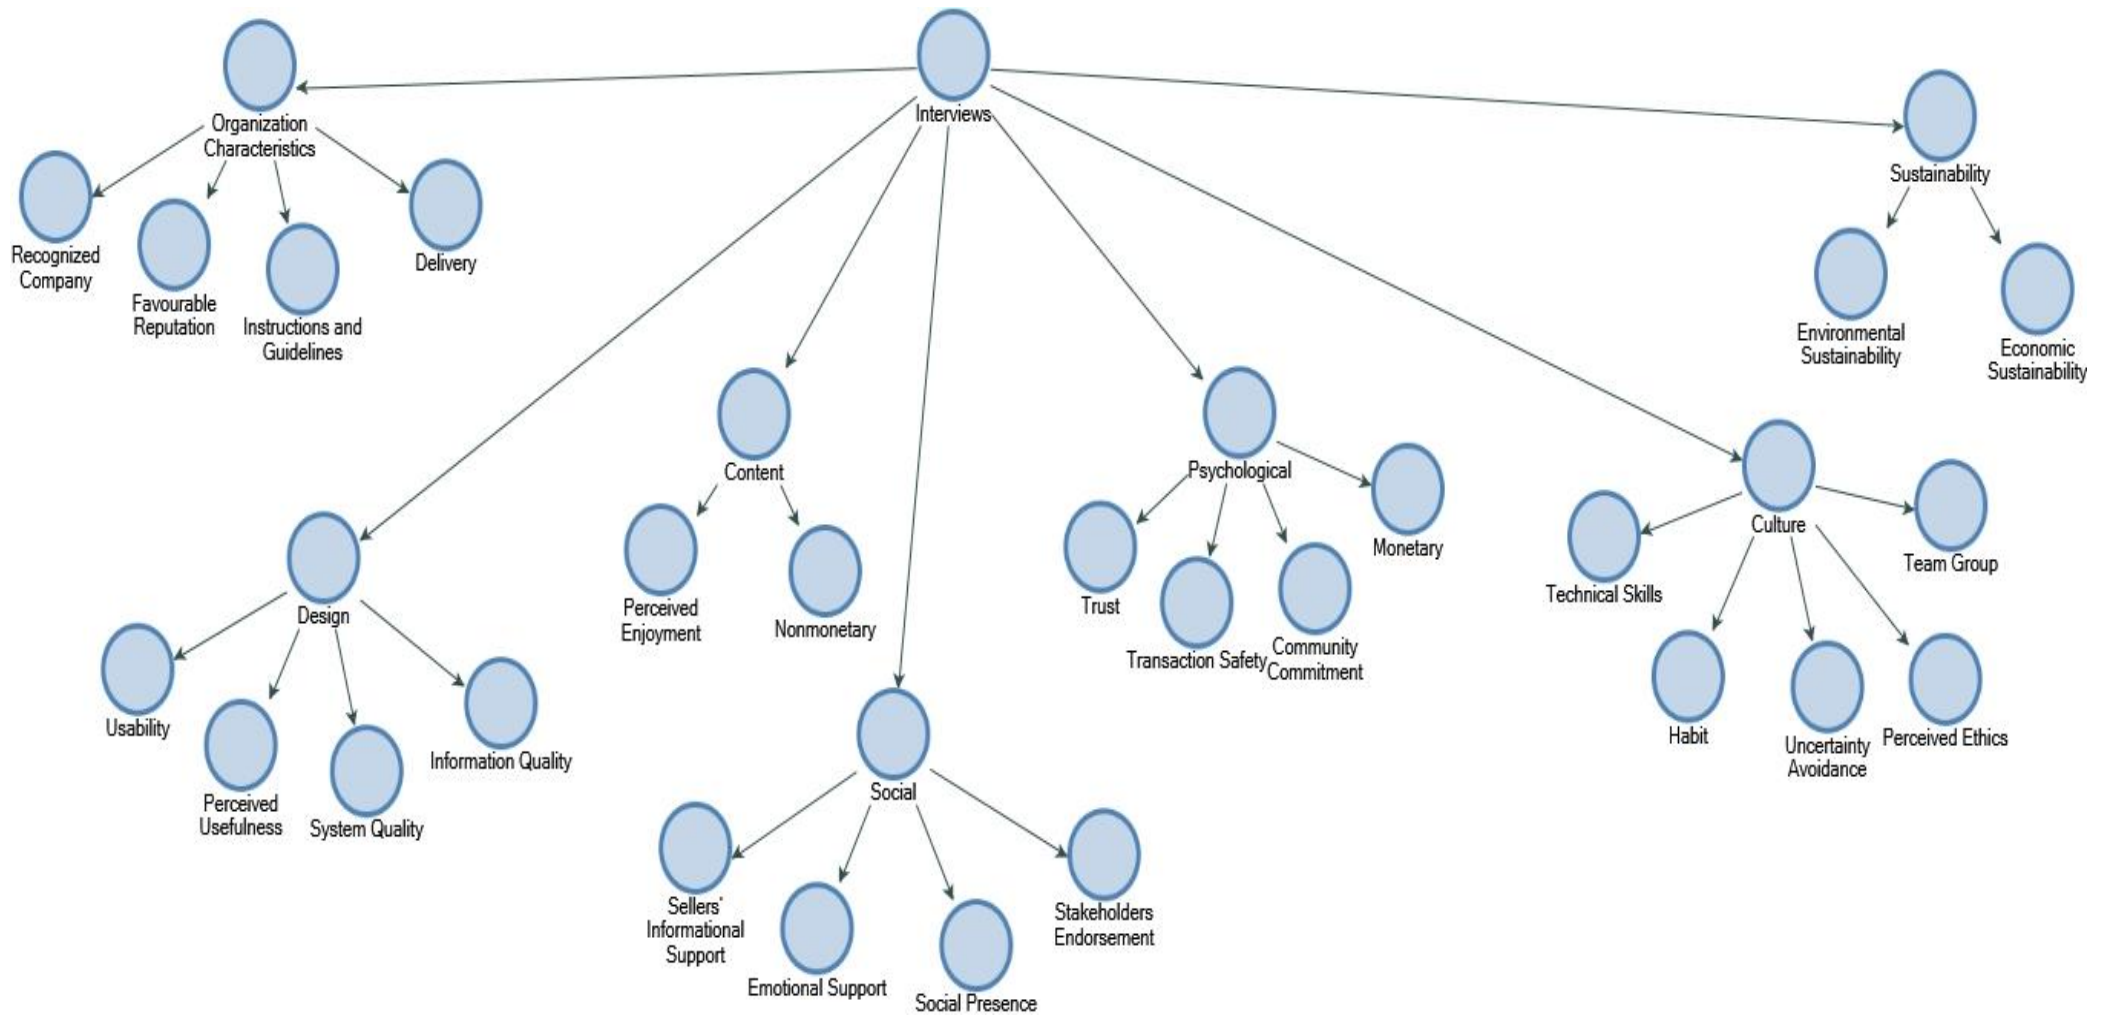 Interviews
Organization
Characteristics
Recognized
Company
Favourable
Reputation
Instructions and
Guidelines
Delivery
Sustainability
Environmental
Sustainability
Economic
Sustainability
Design
Usability
Perceived
Usefulness
System Quality
Information Quality
Content
Perceived
Enjoyment
Nonmonetary
Social
Sellers'
Informational
Support
Emotional Support
Social Presence
Stakeholders
Endorsement
Psychological
Trust
Transaction Safety
Community
Commitment
Monetary
Culture
Technical Skills
Habit
Uncertainty
Avoidance
Perceived Ethics
Team Group